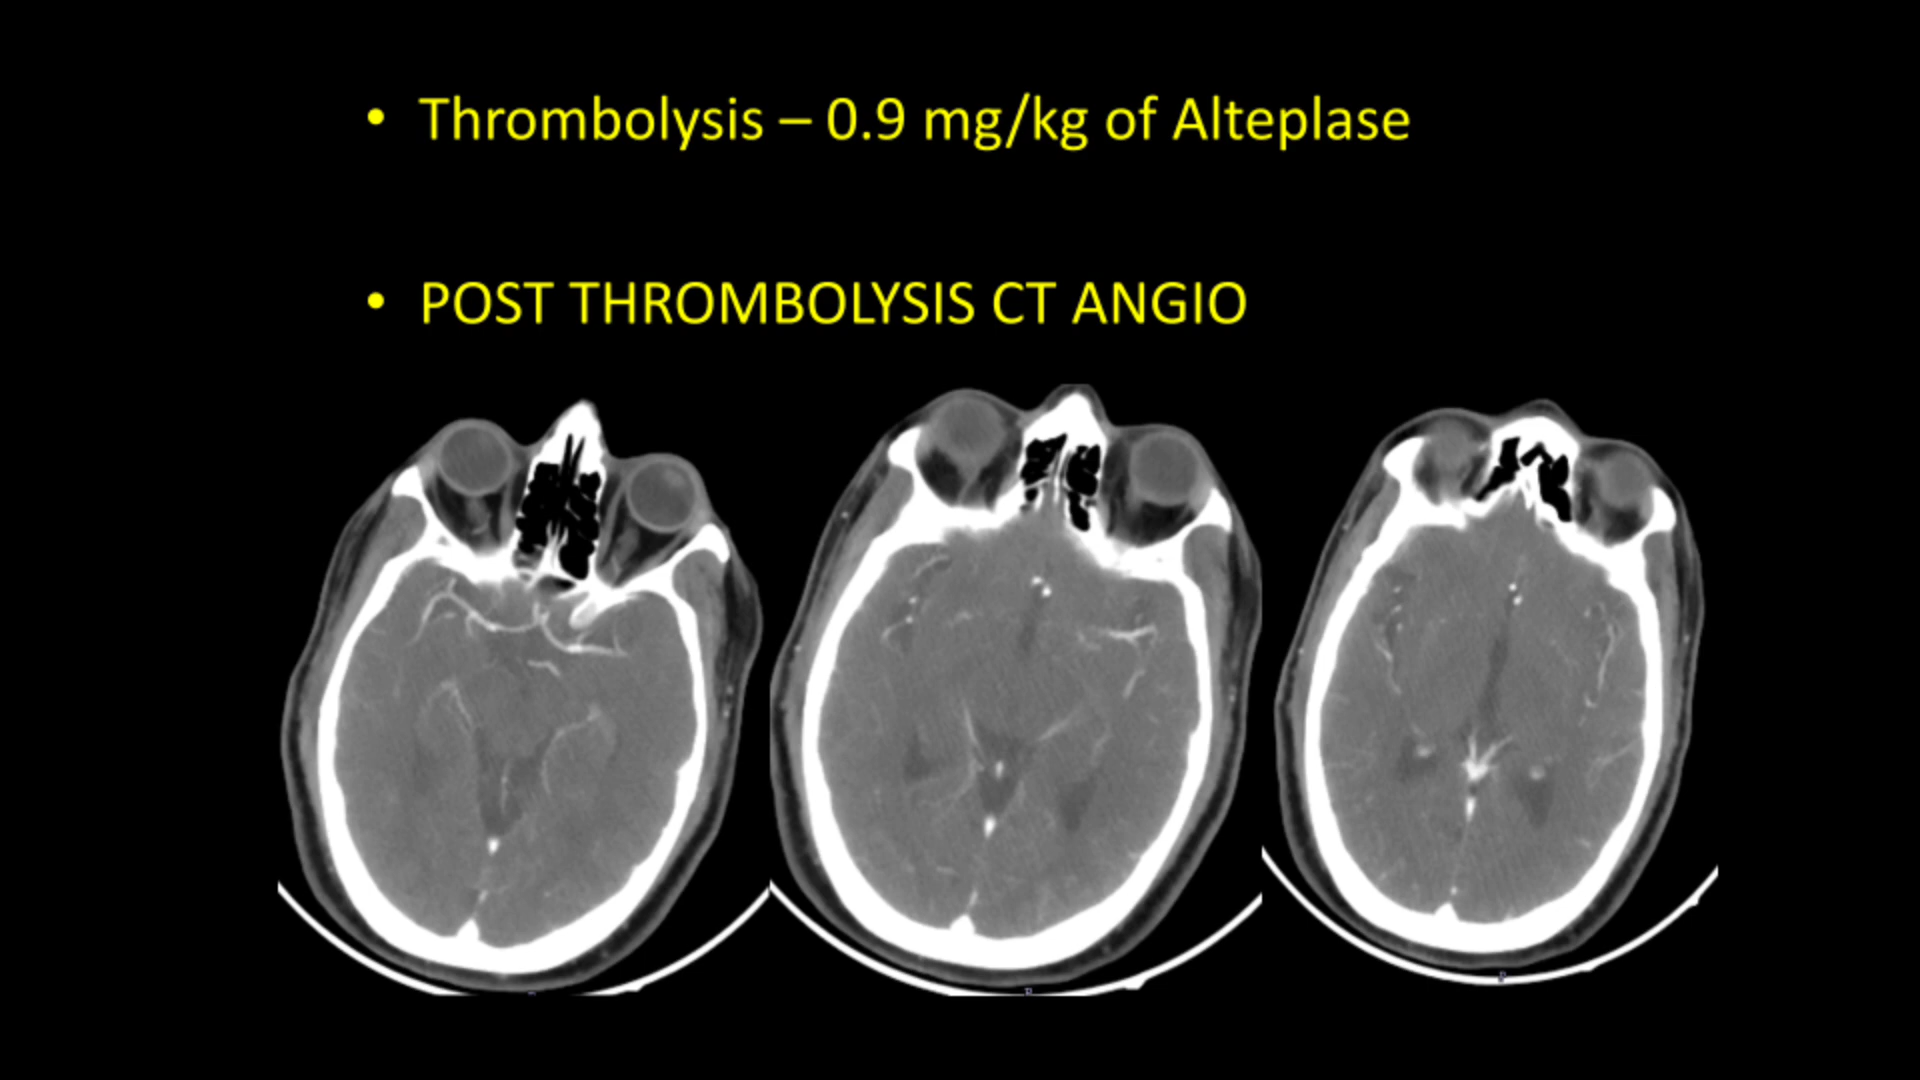 • Thrombolysis – 0.9 mg/kg of Alteplase
• POST THROMBOLYSIS CT ANGIO
P